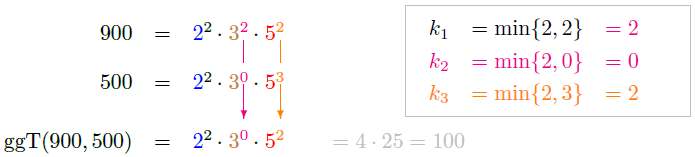 900 = 2² · 3² · 5²
500 = 2² · 3⁰ · 5³
ggT(900, 500) = 2² · 3⁰ · 5² = 4 · 25 = 100
k₁ = min{2, 2} = 2
k₂ = min{2, 0} = 0
k₃ = min{2, 3} = 2